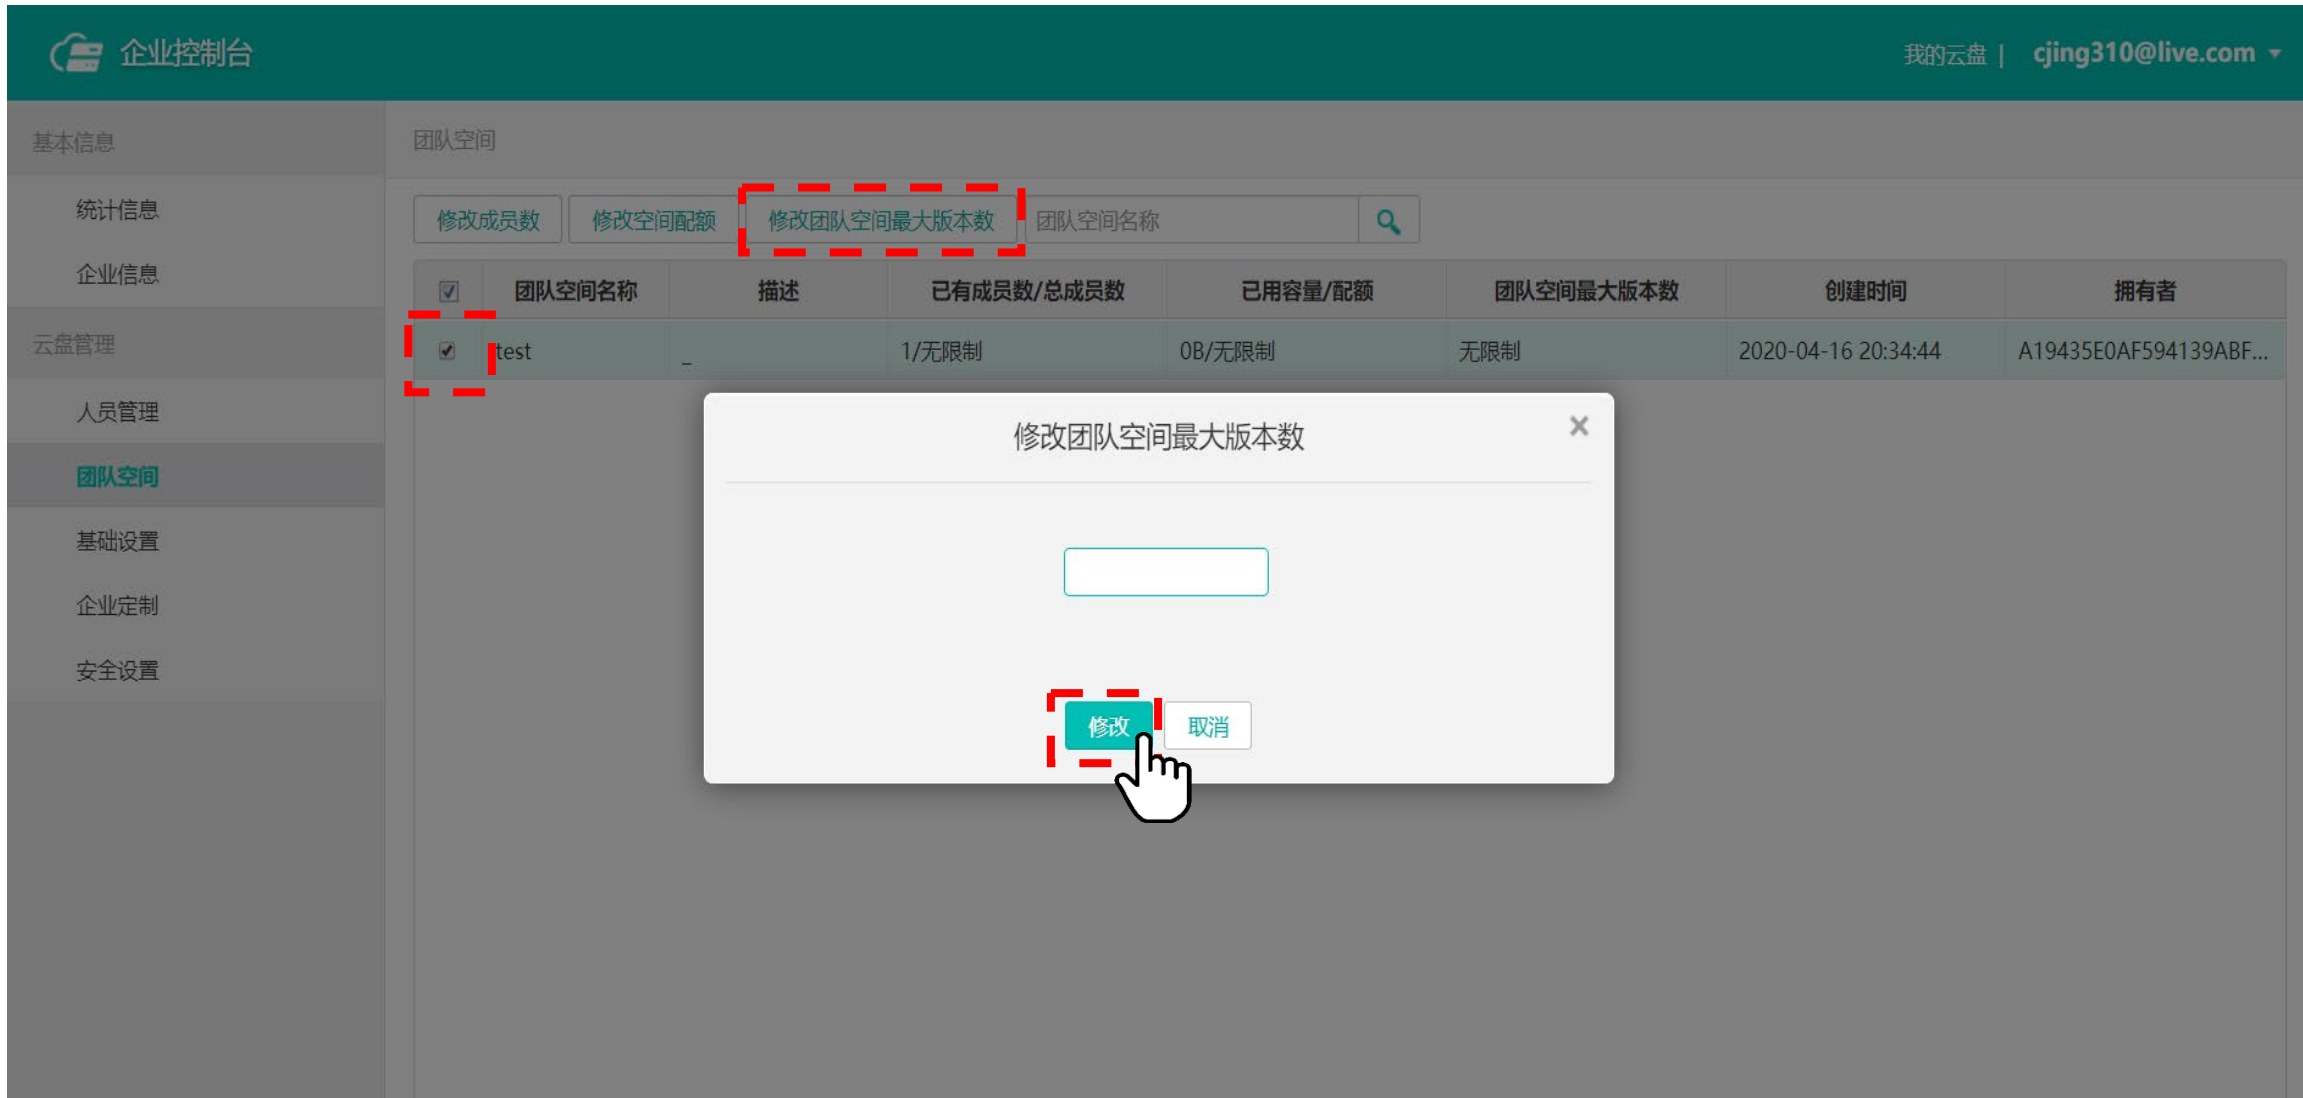 企业控制台
我的云盘 | cjing310@live.com
基本信息
统计信息
企业信息
云盘管理
人员管理
团队空间
基础设置
企业定制
安全设置
团队空间
修改成员数 修改空间配额 修改团队空间最大版本数 团队空间名称
团队空间名称 描述 已有成员数/总成员数 已用容量/配额 团队空间最大版本数 创建时间 拥有者
test _ 1/无限制 0B/无限制 无限制 2020-04-16 20:34:44 A19435E0AF594139ABF...
修改团队空间最大版本数 ×
修改 取消